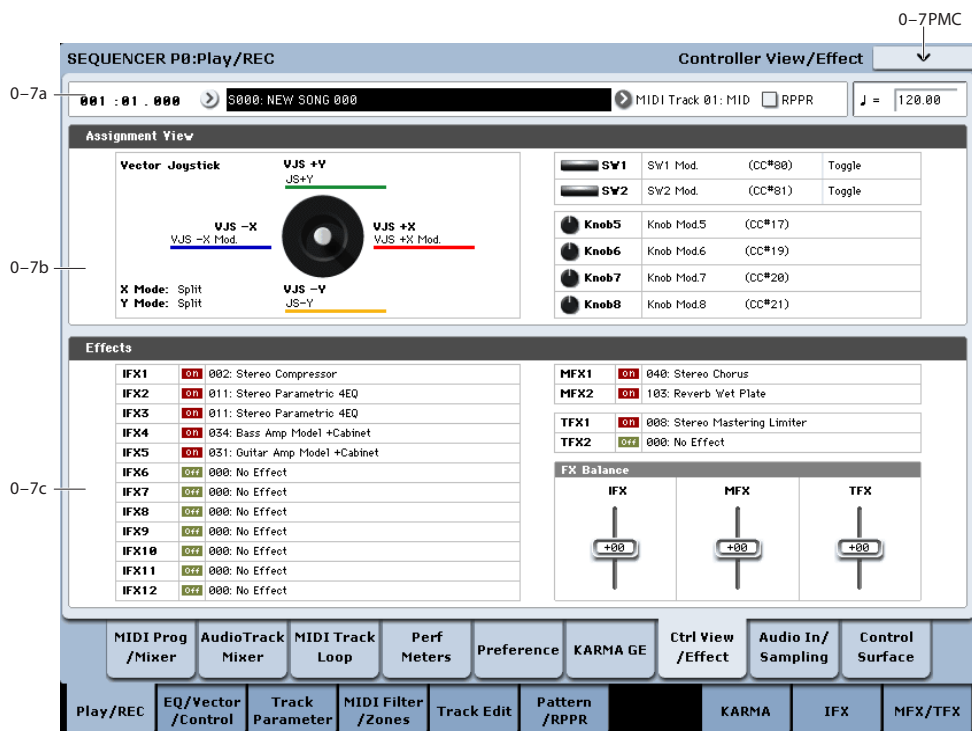 0–7PMC
SEQUENCER P0:Play/REC
Controller View/Effect
0–7a
001 :01 . 000
S000: NEW SONG 000
MIDI Track 01: MID
RPPR
♩ =
120.00
Assignment View
Vector Joystick
VJS +Y
JS+Y
VJS –X
VJS –X Mod.
VJS +X
VJS +X Mod.
X Mode: Split
Y Mode: Split
VJS –Y
JS–Y
0–7b
SW1 SW1 Mod. (CC#80) Toggle
SW2 SW2 Mod. (CC#81) Toggle
Knob5 Knob Mod.5 (CC#17)
Knob6 Knob Mod.6 (CC#19)
Knob7 Knob Mod.7 (CC#20)
Knob8 Knob Mod.8 (CC#21)
Effects
0–7c
IFX1 On 002: Stereo Compressor
IFX2 On 011: Stereo Parametric 4EQ
IFX3 On 011: Stereo Parametric 4EQ
IFX4 On 034: Bass Amp Model +Cabinet
IFX5 On 031: Guitar Amp Model +Cabinet
IFX6 Off 000: No Effect
IFX7 Off 000: No Effect
IFX8 Off 000: No Effect
IFX9 Off 000: No Effect
IFX10 Off 000: No Effect
IFX11 Off 000: No Effect
IFX12 Off 000: No Effect
MFX1 On 040: Stereo Chorus
MFX2 On 103: Reverb Wet Plate
TFX1 On 008: Stereo Mastering Limiter
TFX2 Off 000: No Effect
FX Balance
IFX MFX TFX
+00 +00 +00
MIDI Prog
/Mixer
AudioTrack
Mixer
MIDI Track
Loop
Perf
Meters
Preference
KARMA GE
Ctrl View
/Effect
Audio In/
Sampling
Control
Surface
Play/REC
EQ/Vector
/Control
Track
Parameter
MIDI Filter
/Zones
Track Edit
Pattern
/RPPR
KARMA
IFX
MFX/TFX